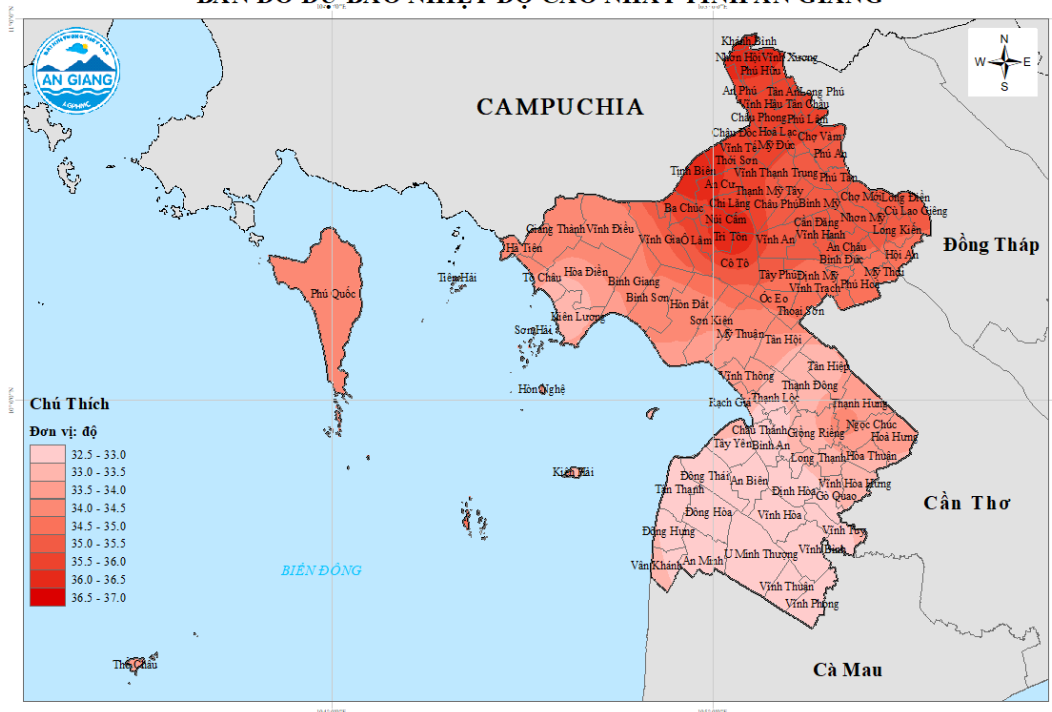 BẢN ĐỒ DỰ BÁO NHIỆT ĐỘ CAO NHẤT TỈNH AN GIANG
AN GIANG
LGPHMC
N
W E
S
CAMPUCHIA
Khánh Bình
Nhơn Hội Vĩnh Xương
Phú Hữu
An Phú Tân An Long Phú
Vĩnh Hậu Tân Châu
Châu Phong Phú Lâm
Châu Đốc Hoà Lạc Chợ Vàm
Vĩnh Tế Mỹ Đức
Thới Sơn Phú An
Tịnh Biên Vĩnh Thạnh Trung Phú Tân
An Cư Thạnh Mỹ Tây
Chi Lăng Châu Phú Bình Mỹ Chợ Mới Long Điền
Ba Chúc Cù Lao Giêng
Núi Cấm Cần Đăng Nhơn Mỹ
Giang Thành Vĩnh Điều Long Kiến
Vĩnh Gia Ô Lâm Tri Tôn Vĩnh An Vĩnh Hanh
An Châu
Hà Tiên Hội An
Đồng Tháp
Cô Tô Bình Đức
Tiên Hải Tô Châu Hòa Điền Tây Phú Định Mỹ Mỹ Thới
Bình Giang Vĩnh Trạch Phú Hoà
Phú Quốc Bình Sơn Hòn Đất Óc Eo
Thoại Sơn
Kiên Lương Sơn Kiên
Sơn Hải Mỹ Thuận Tân Hội
Tân Hiệp
Vĩnh Thông
Hòn Nghệ Thạnh Đông
Rạch Giá Thạnh Lộc Thạnh Hưng
Chú Thích
Đơn vị: độ
32.5 - 33.0
33.0 - 33.5
33.5 - 34.0
34.0 - 34.5
34.5 - 35.0
35.0 - 35.5
35.5 - 36.0
36.0 - 36.5
36.5 - 37.0
Châu Thành Giồng Riềng Ngọc Chúc
Hoà Hưng
Tây Yên Bình An
Long Thạnh Hòa Thuận
Kiên Hải
Đông Thái An Biên Vĩnh Hòa Hưng
Tân Thạnh Định Hòa Gò Quao
Cần Thơ
Đông Hòa Vĩnh Hòa
Đông Hưng Vĩnh Tuy
Vĩnh Bình
U Minh Thượng
Vân Khánh An Minh
BIỂN ĐÔNG
Vĩnh Thuận
Vĩnh Phong
Thổ Châu
Cà Mau